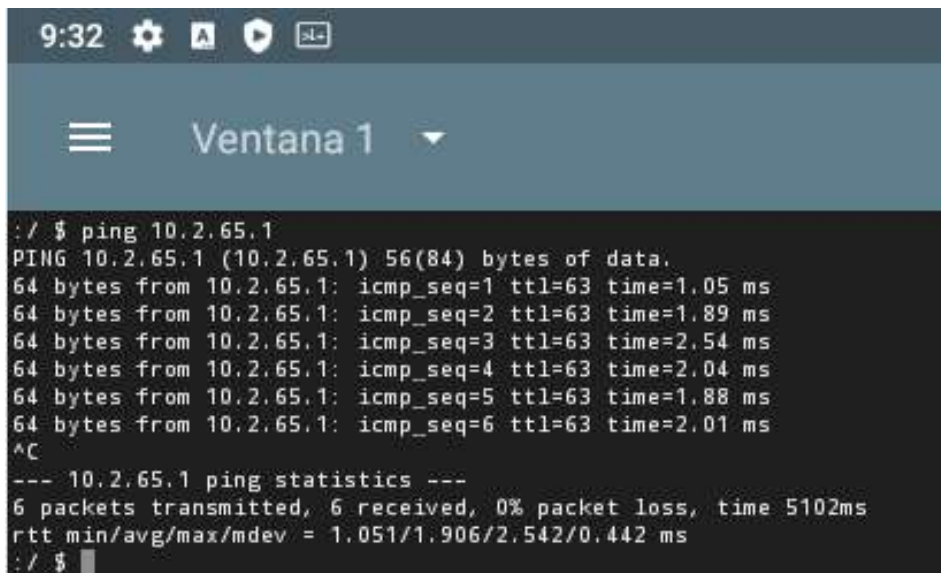 9:32
Ventana 1
:/ $ ping 10.2.65.1
PING 10.2.65.1 (10.2.65.1) 56(84) bytes of data.
64 bytes from 10.2.65.1: icmp_seq=1 ttl=63 time=1.05 ms
64 bytes from 10.2.65.1: icmp_seq=2 ttl=63 time=1.89 ms
64 bytes from 10.2.65.1: icmp_seq=3 ttl=63 time=2.54 ms
64 bytes from 10.2.65.1: icmp_seq=4 ttl=63 time=2.04 ms
64 bytes from 10.2.65.1: icmp_seq=5 ttl=63 time=1.88 ms
64 bytes from 10.2.65.1: icmp_seq=6 ttl=63 time=2.01 ms
^C
--- 10.2.65.1 ping statistics ---
6 packets transmitted, 6 received, 0% packet loss, time 5102ms
rtt min/avg/max/mdev = 1.051/1.906/2.542/0.442 ms
:/ $